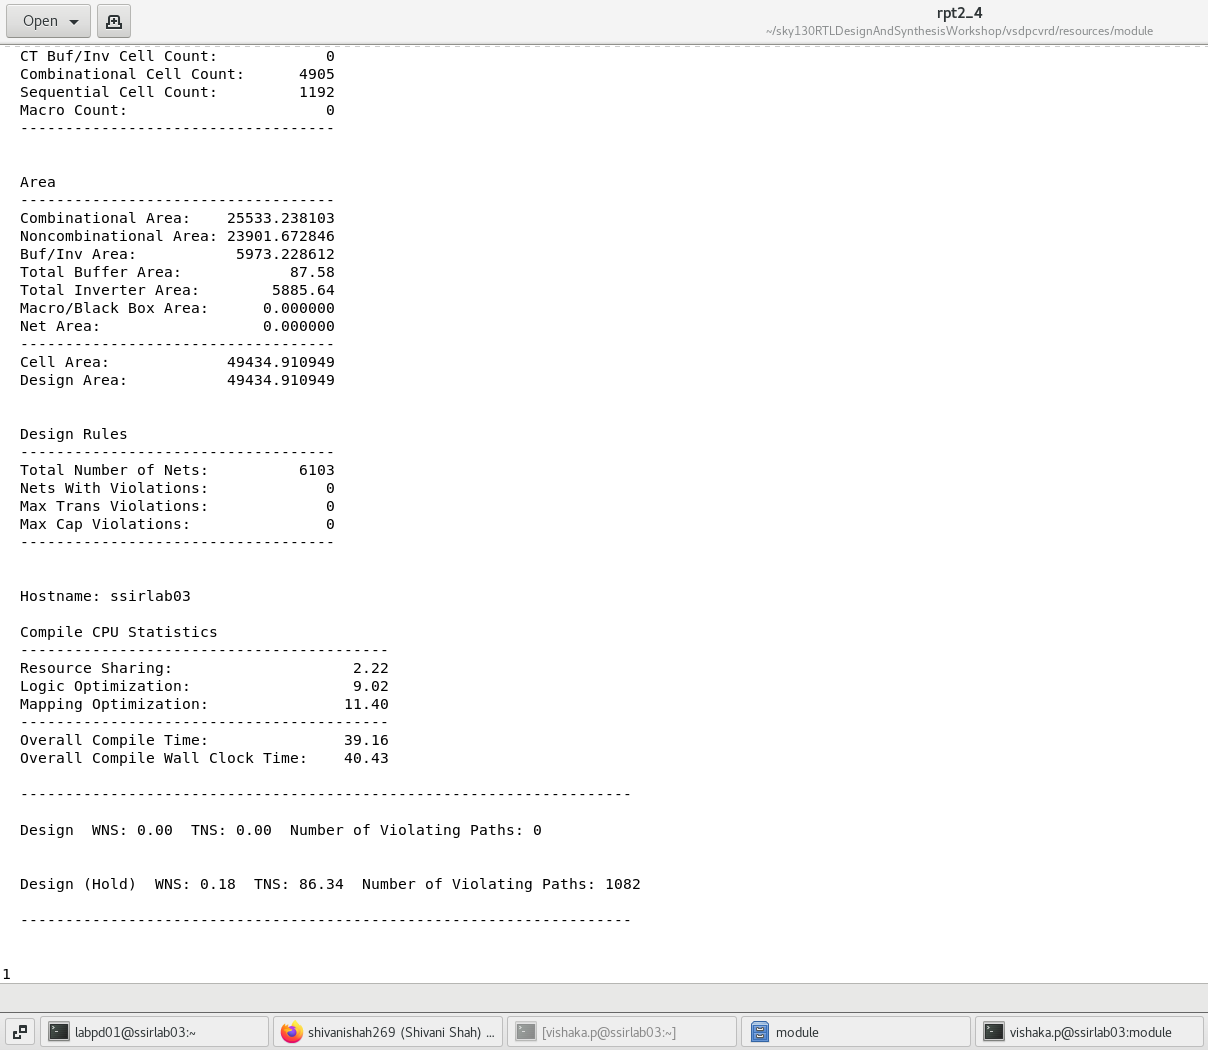 Open
rpt2_4
~/sky130RTLDesignAndSynthesisWorkshop/vsdpcvrd/resources/module
CT Buf/Inv Cell Count:            0
Combinational Cell Count:      4905
Sequential Cell Count:         1192
Macro Count:                      0
-----------------------------------
Area
-----------------------------------
Combinational Area:    25533.238103
Noncombinational Area: 23901.672846
Buf/Inv Area:           5973.228612
Total Buffer Area:            87.58
Total Inverter Area:        5885.64
Macro/Black Box Area:      0.000000
Net Area:                  0.000000
-----------------------------------
Cell Area:             49434.910949
Design Area:           49434.910949
Design Rules
-----------------------------------
Total Number of Nets:          6103
Nets With Violations:             0
Max Trans Violations:             0
Max Cap Violations:               0
-----------------------------------
Hostname: ssirlab03
Compile CPU Statistics
-----------------------------------------
Resource Sharing:                    2.22
Logic Optimization:                  9.02
Mapping Optimization:               11.40
-----------------------------------------
Overall Compile Time:               39.16
Overall Compile Wall Clock Time:    40.43
--------------------------------------------------------------------
Design  WNS: 0.00  TNS: 0.00  Number of Violating Paths: 0
Design (Hold)  WNS: 0.18  TNS: 86.34  Number of Violating Paths: 1082
--------------------------------------------------------------------
1
labpd01@ssirlab03:~
shivanishah269 (Shivani Shah) ...
[vishaka.p@ssirlab03:~]
module
vishaka.p@ssirlab03:module